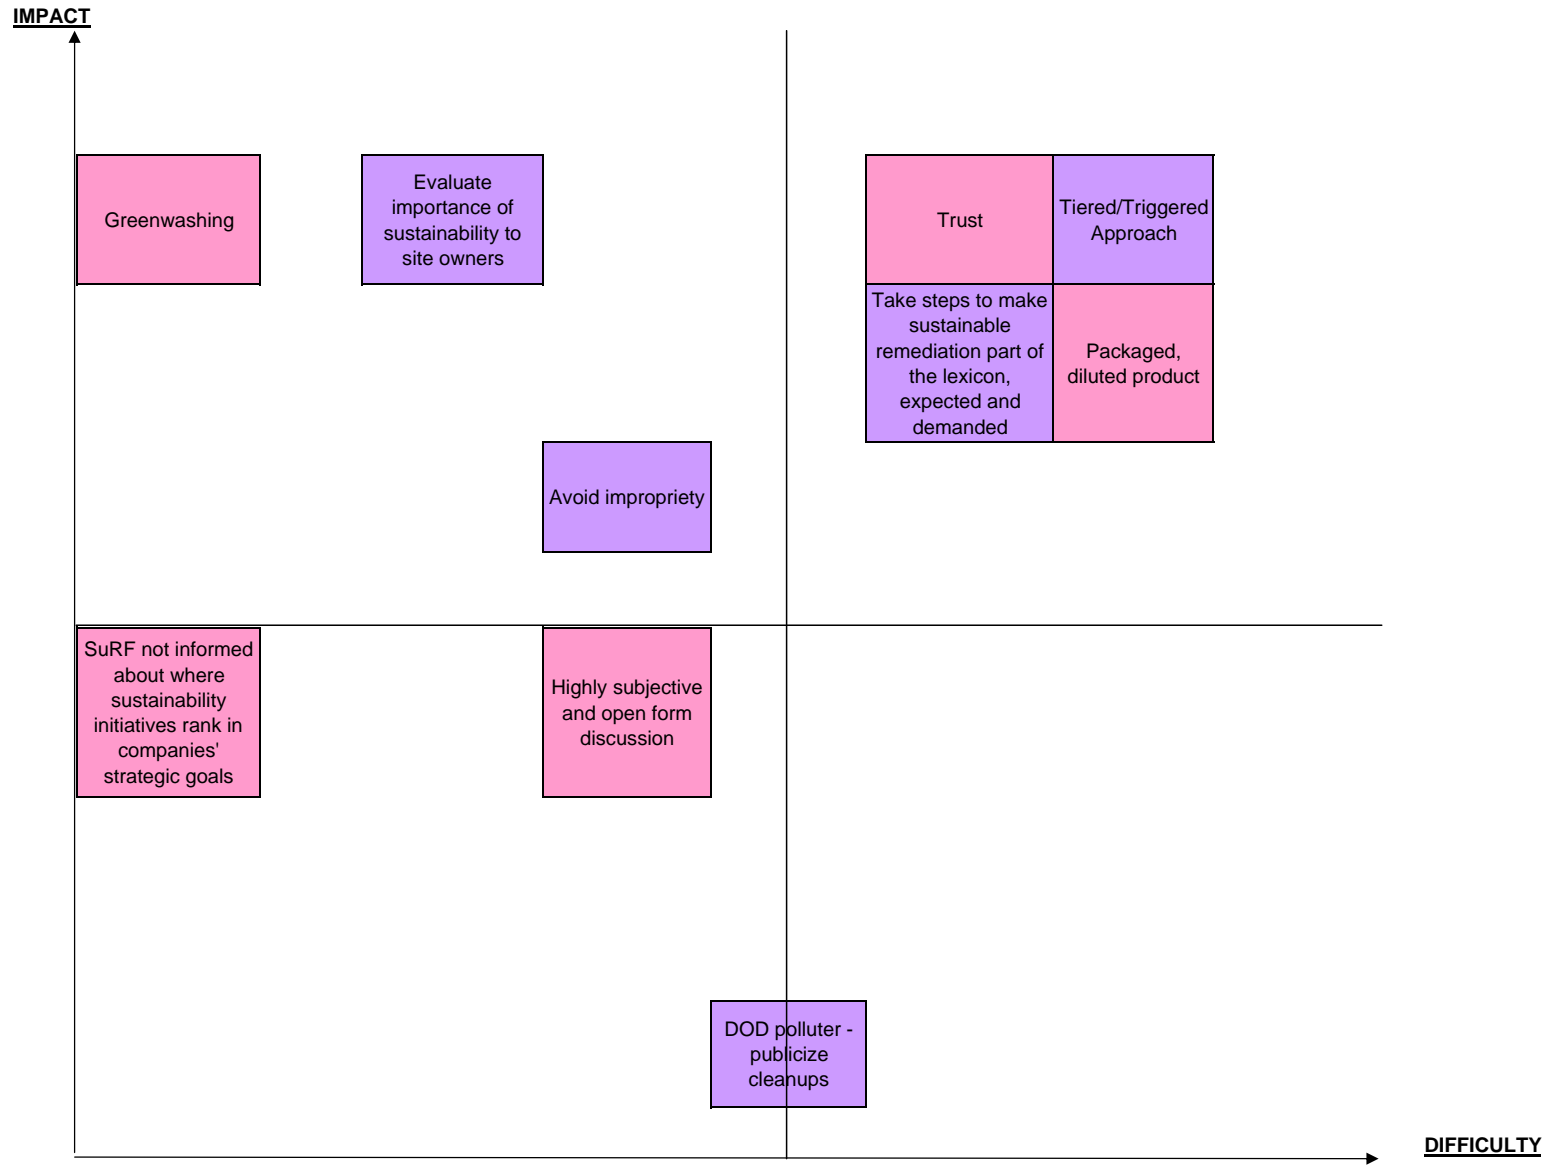 IMPACT
Greenwashing
Evaluate
importance of
sustainability to
site owners
Trust
Tiered/Triggered
Approach
Take steps to make
sustainable
remediation part of
the lexicon,
expected and
demanded
Packaged,
diluted product
Avoid impropriety
SuRF not informed
about where
sustainability
initiatives rank in
companies'
strategic goals
Highly subjective
and open form
discussion
DOD polluter -
publicize
cleanups
DIFFICULTY